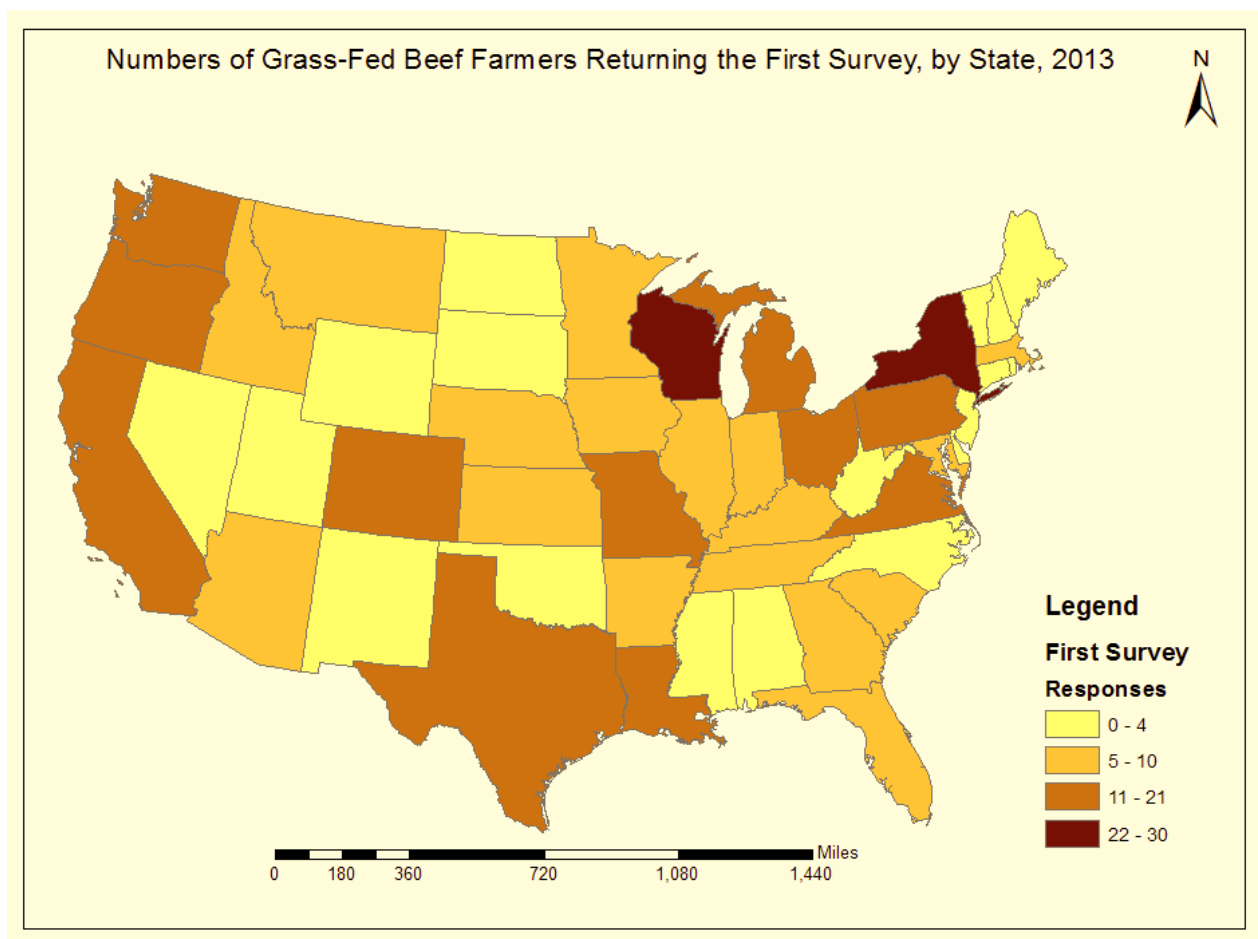 Numbers of Grass-Fed Beef Farmers Returning the First Survey, by State, 2013
N
Legend
First Survey
Responses
0 - 4
5 - 10
11 - 21
22 - 30
Miles
0 180 360 720 1,080 1,440